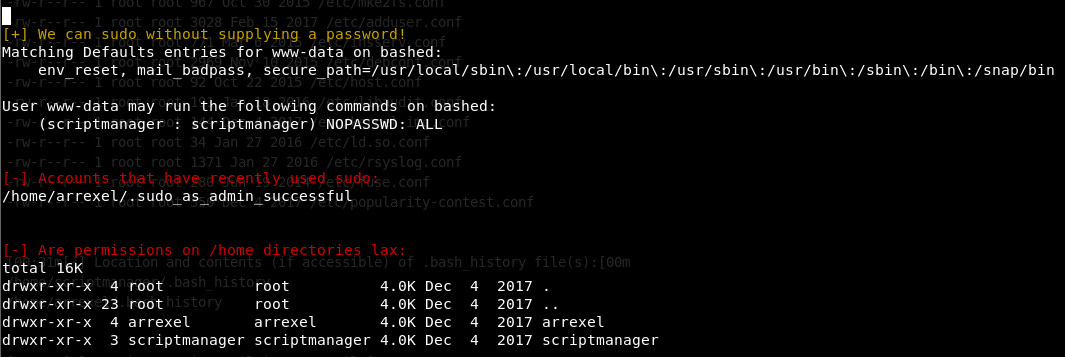 -rw-r--r-- 1 root root 967 Oct 30 2015 /etc/mke2fs.conf
-rw-r--r-- 1 root root 3028 Feb 15 2017 /etc/adduser.conf
[+] We can sudo without supplying a password!
Matching Defaults entries for www-data on bashed:
env_reset, mail_badpass, secure_path=/usr/local/sbin\:/usr/local/bin\:/usr/sbin\:/usr/bin\:/sbin\:/bin\:/snap/bin
-rw-r--r-- 1 root root 92 Oct 22 2015 /etc/host.conf
User www-data may run the following commands on bashed:
(scriptmanager : scriptmanager) NOPASSWD: ALL
-rw-r--r-- 1 root root 34 Jan 27 2016 /etc/ld.so.conf
-rw-r--r-- 1 root root 1371 Jan 27 2016 /etc/rsyslog.conf
[-] Accounts that have recently used sudo:
/home/arrexel/.sudo_as_admin_successful
2017 /etc/popularity-contest.conf
[-] Are permissions on /home directories lax:
Location and contents (if accessible) of .bash_history file(s):[00m
total 16K
drwxr-xr-x  4 root          root          4.0K Dec  4  2017 .
drwxr-xr-x 23 root          root          4.0K Dec  4  2017 ..
drwxr-xr-x  4 arrexel       arrexel       4.0K Dec  4  2017 arrexel
drwxr-xr-x  3 scriptmanager scriptmanager 4.0K Dec  4  2017 scriptmanager